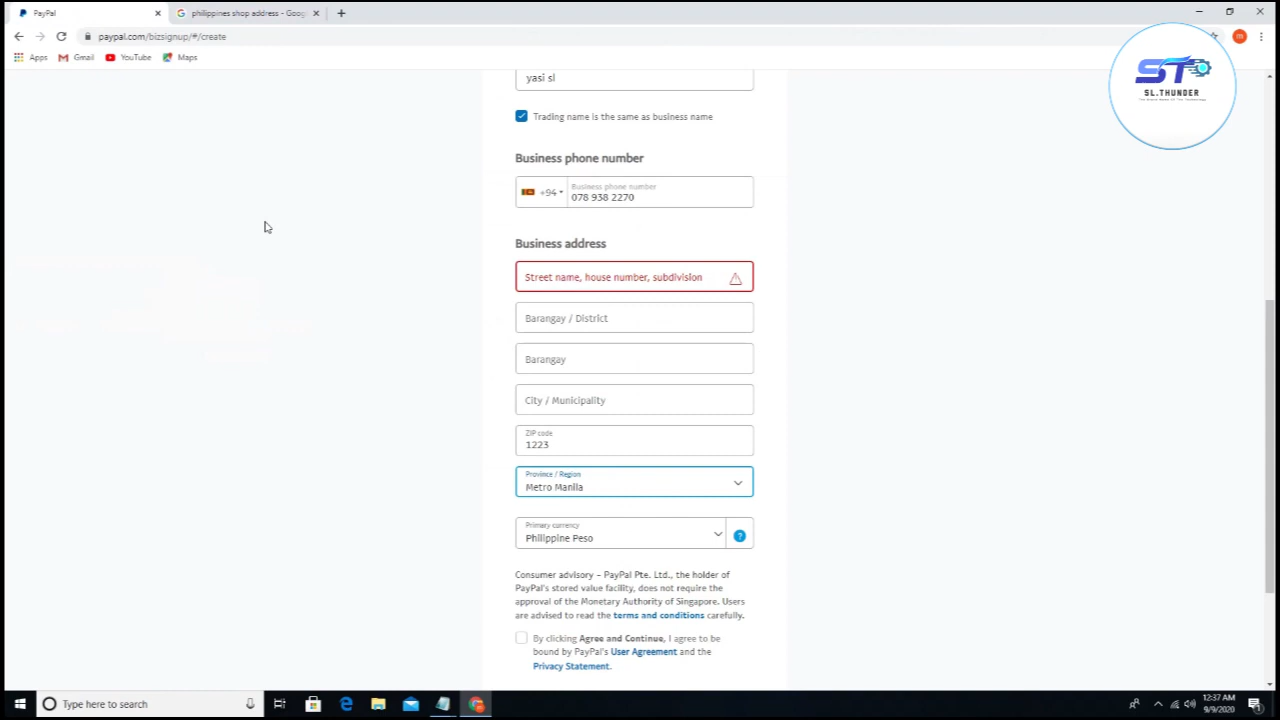 PayPal
philippines shop address - Goog
paypal.com/bizsignup/#/create
m
Apps
Gmail
YouTube
Maps
ST
SL.THUNDER
yasi sl
Trading name is the same as business name
Business phone number
+94
Business phone number
078 938 2270
Business address
Street name, house number, subdivision
Barangay / District
Barangay
City / Municipality
ZIP code
1223
Province / Region
Metro Manila
Primary currency
Philippine Peso
?
Consumer advisory – PayPal Pte. Ltd., the holder of
PayPal's stored value facility, does not require the
approval of the Monetary Authority of Singapore. Users
are advised to read the terms and conditions carefully.
By clicking Agree and Continue, I agree to be
bound by PayPal's User Agreement and the
Privacy Statement.
Type here to search
12:37 AM
9/9/2020